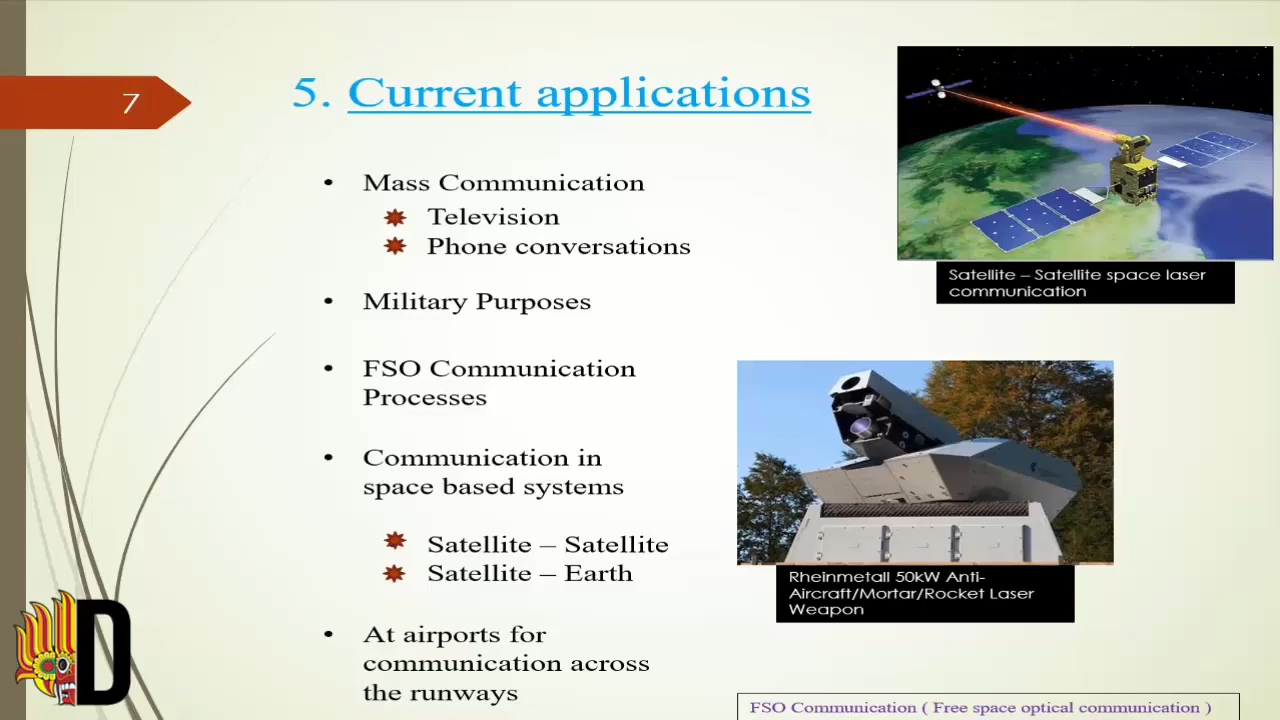 7
5. Current applications
• Mass Communication
Television
Phone conversations
• Military Purposes
• FSO Communication
Processes
• Communication in
space based systems
Satellite – Satellite
Satellite – Earth
• At airports for
communication across
the runways
Satellite – Satellite space laser
communication
Rheinmetall 50kW Anti-
Aircraft/Mortar/Rocket Laser
Weapon
FSO Communication ( Free space optical communication )
D